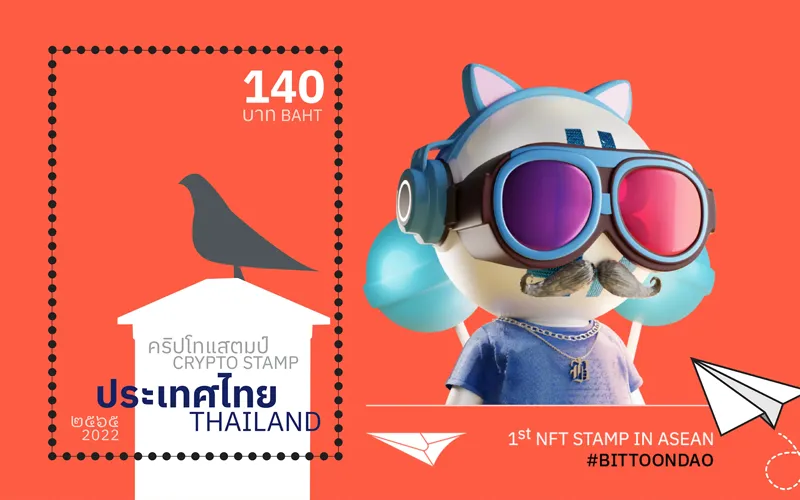 140
บาท BAHT
คริปโทแสตมป์
CRYPTO STAMP
ประเทศไทย
THAILAND
๒๕๖๕
2022
1st NFT STAMP IN ASEAN
#BITTOONDAO